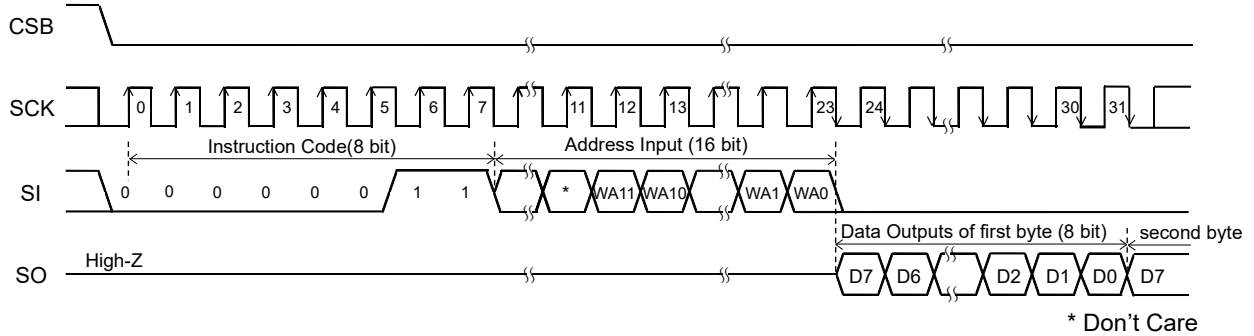 CSB
SCK 0 1 2 3 4 5 6 7 11 12 13 23 24 30 31
Instruction Code(8 bit) Address Input (16 bit)
SI 0 0 0 0 0 0 1 1 * WA11 WA10 WA1 WA0
Data Outputs of first byte (8 bit) second byte
High-Z
SO D7 D6 D2 D1 D0 D7
* Don't Care